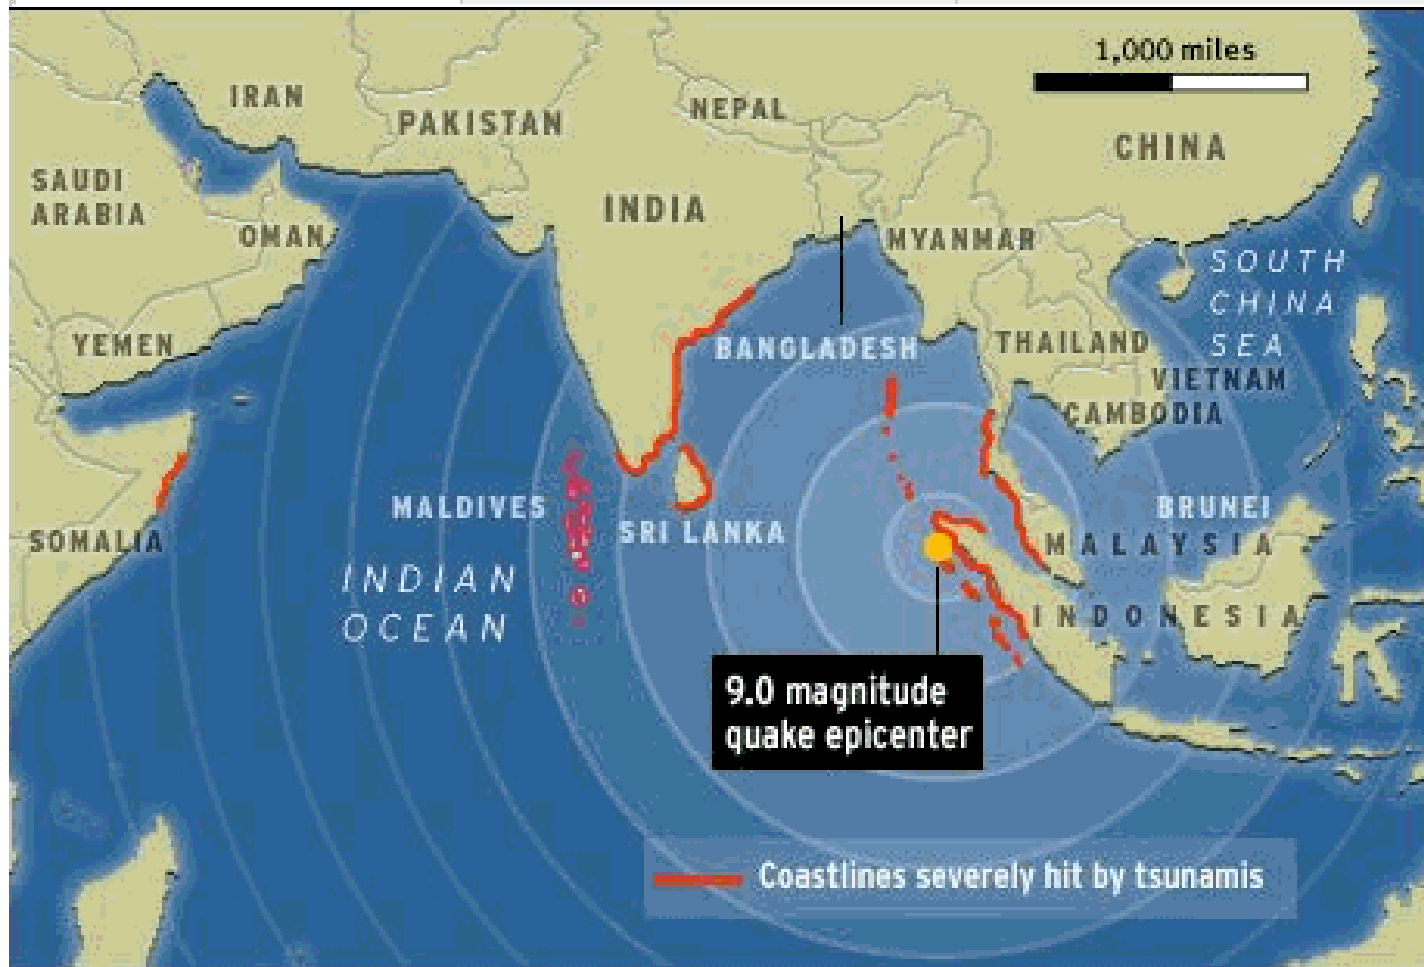 1,000 miles
IRAN
PAKISTAN
NEPAL
CHINA
SAUDI
ARABIA
INDIA
OMAN
MYANMAR
SOUTH
CHINA
SEA
YEMEN
BANGLADESH
THAILAND
VIETNAM
CAMBODIA
MALDIVES
SRI LANKA
BRUNEI
SOMALIA
MALAYSIA
INDIAN
OCEAN
INDONESIA
9.0 magnitude
quake epicenter
Coastlines severely hit by tsunamis